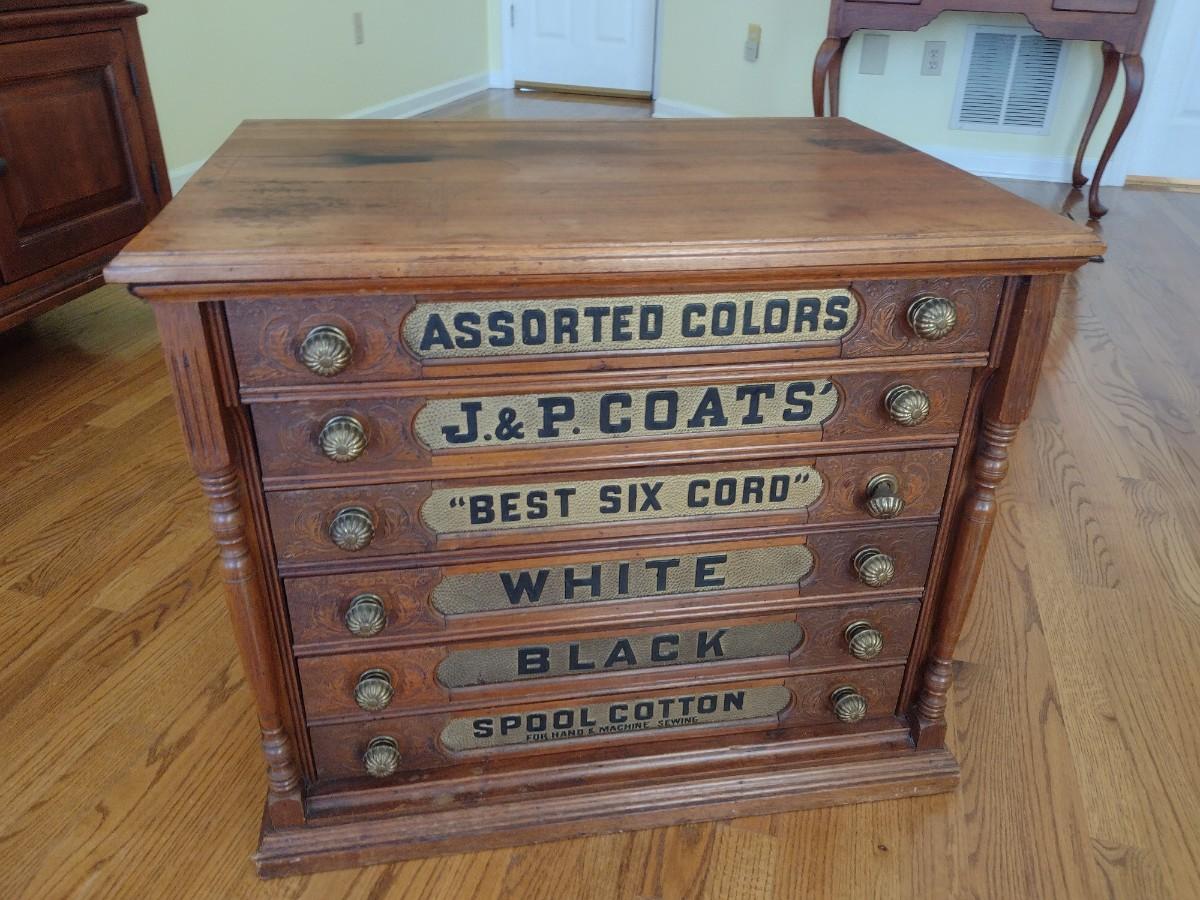 ASSORTED COLORS
J. & P. COATS'
"BEST SIX CORD"
WHITE
BLACK
SPOOL COTTON
FOR HAND & MACHINE SEWING